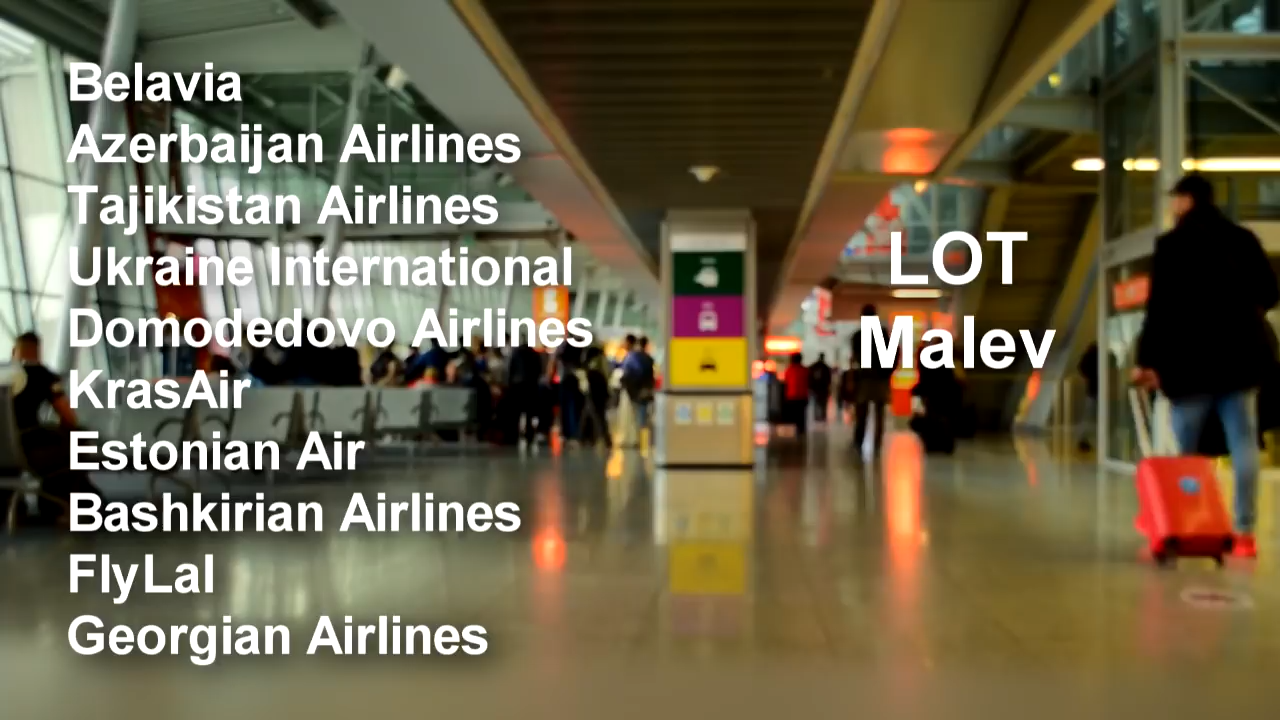 Belavia
Azerbaijan Airlines
Tajikistan Airlines
Ukraine International
Domodedovo Airlines
KrasAir
Estonian Air
Bashkirian Airlines
FlyLal
Georgian Airlines
LOT
Malev